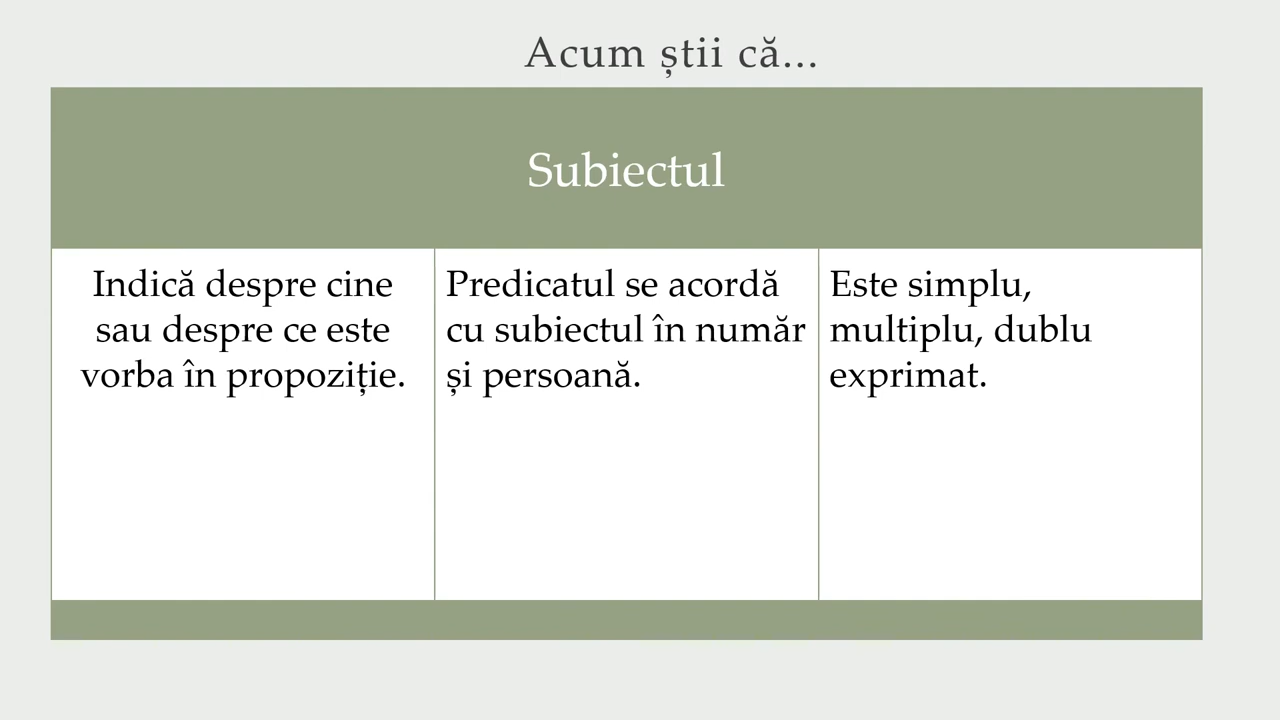 Acum știi că...
Subiectul
Indică despre cine
sau despre ce este
vorba în propoziție.
Predicatul se acordă
cu subiectul în număr
și persoană.
Este simplu,
multiplu, dublu
exprimat.